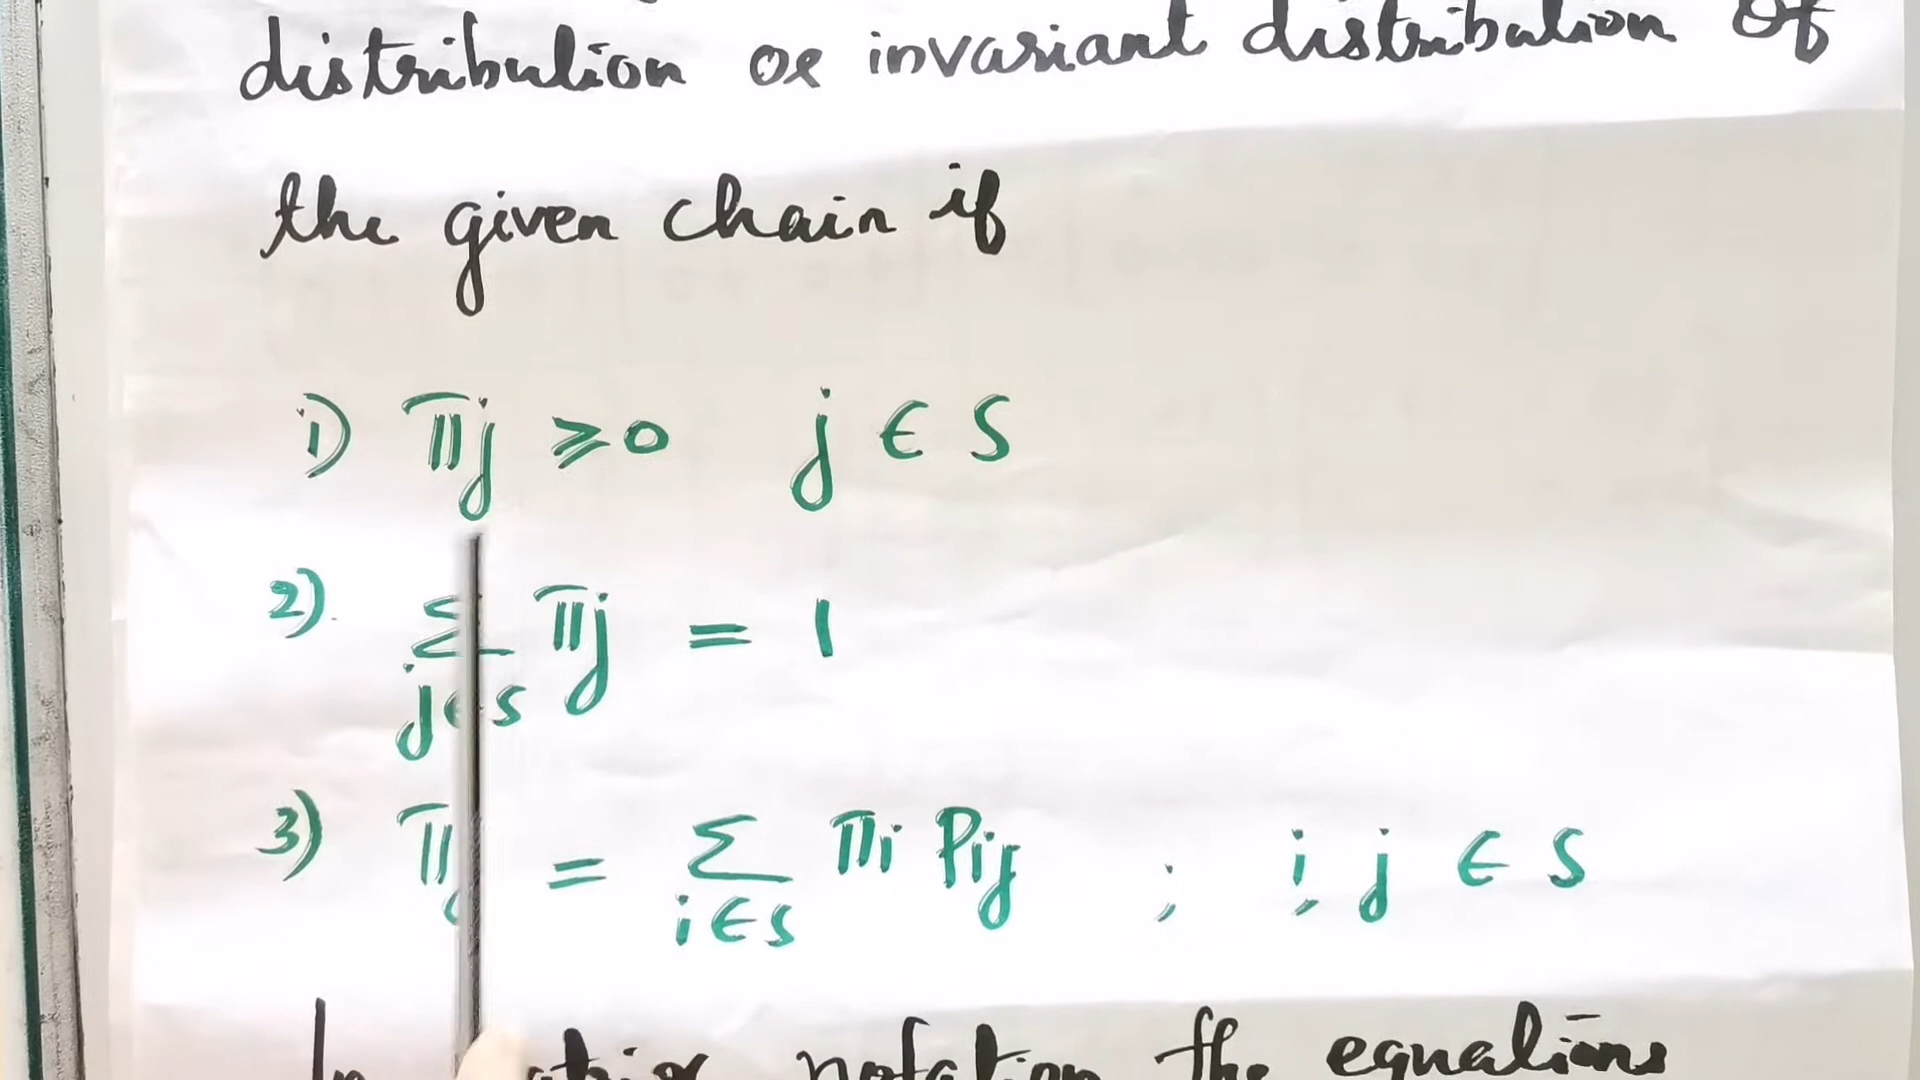 distribution or invariant distribution of
the given chain if
1) πj ≥ 0 j ∈ S
2). Σ j∈S πj = 1
3) πj = Σ i∈S πi Pij ; i, j ∈ S
In notation the equations